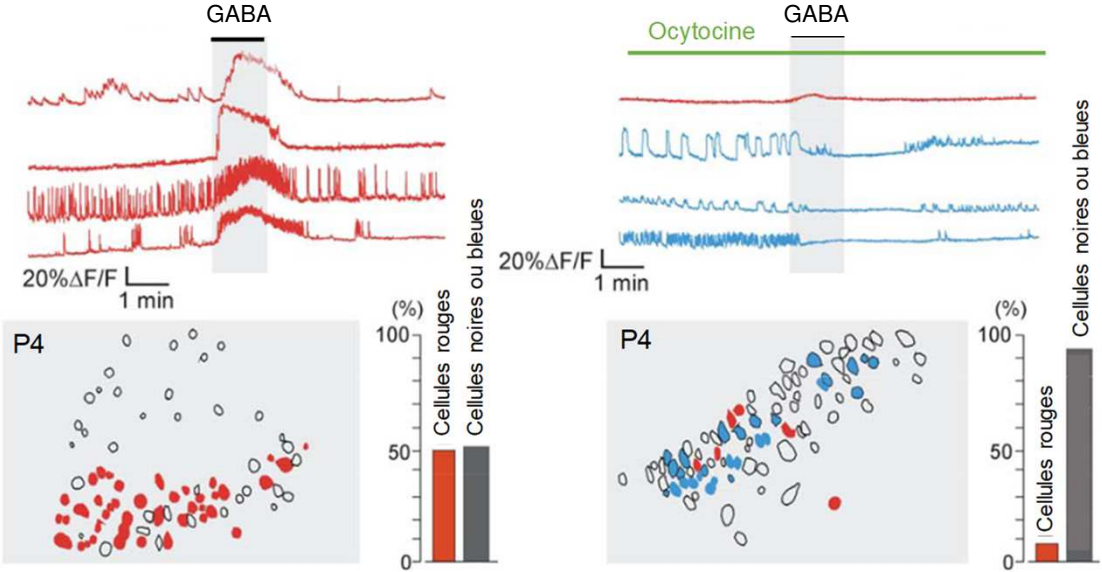 GABA
20%ΔF/F
1 min
P4
(%)
100
50
0
Cellules rouges
Cellules noires ou bleues
Ocytocine
GABA
20%ΔF/F
1 min
P4
(%)
100
50
0
Cellules rouges
Cellules noires ou bleues